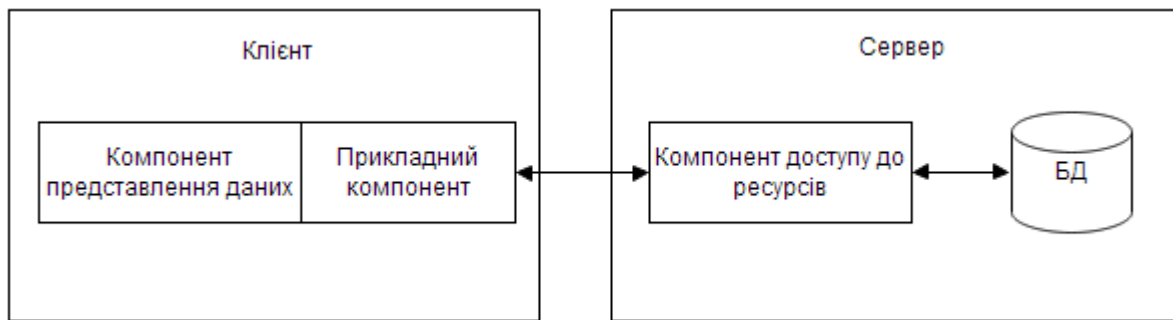 Клієнт
Сервер
Компонент
представлення даних
Прикладний
компонент
Компонент доступу до
ресурсів
БД